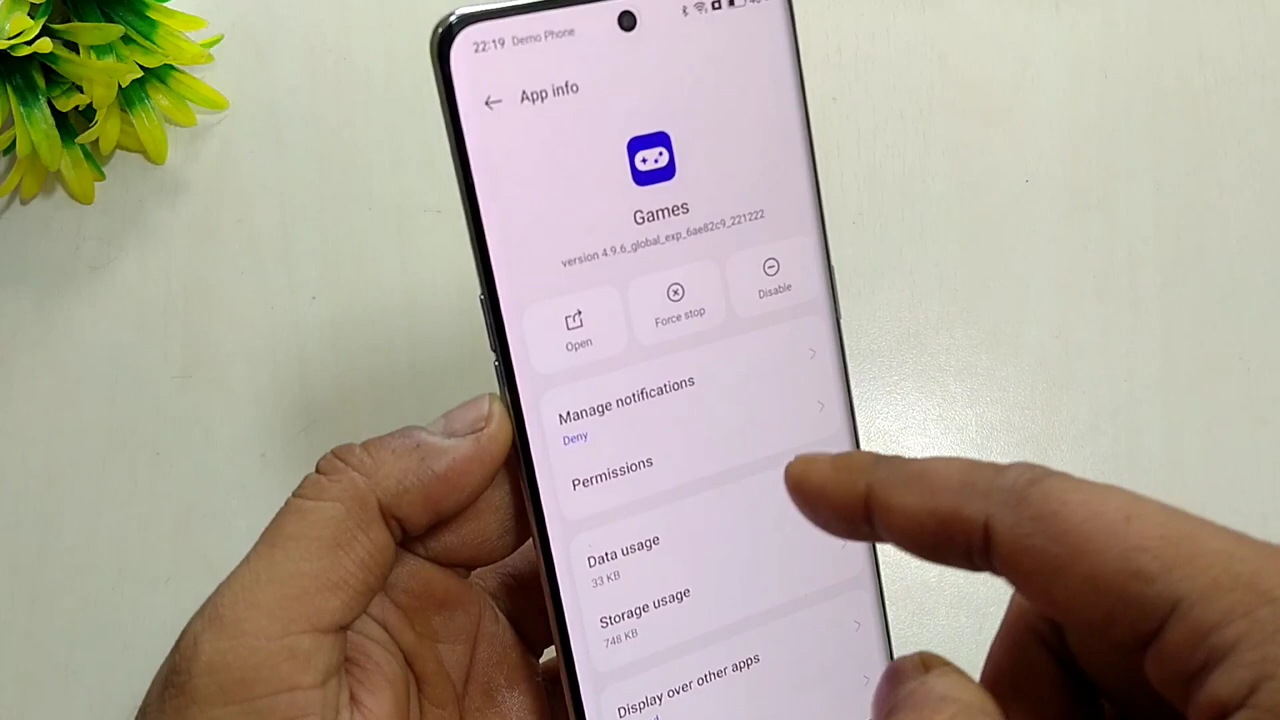 22:19 Demo Phone
App info
Games
version 4.9.6_global_exp_6ae82c9_221222
Open
Force stop
Disable
Manage notifications
Deny
Permissions
Data usage
33 KB
Storage usage
748 KB
Display over other apps